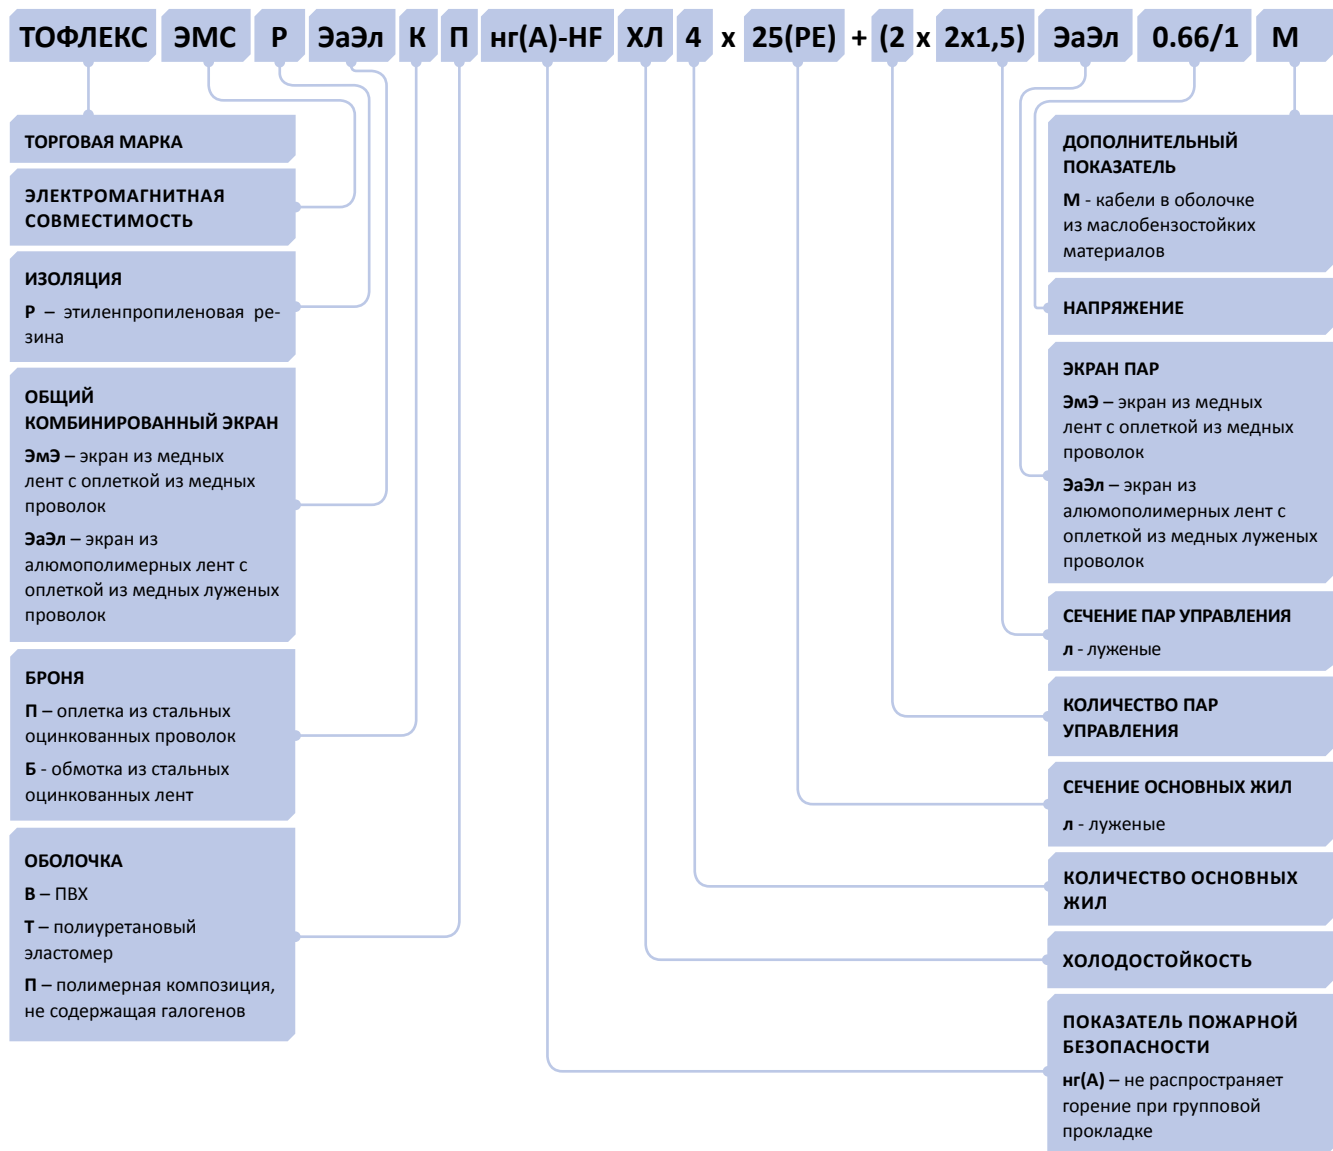 ТОФЛЕКС ЭМС Р ЭаЭл К П нг(А)-HF ХЛ 4 х 25(РЕ) + (2 х 2х1,5) ЭаЭл 0.66/1 М
ТОРГОВАЯ МАРКА
ЭЛЕКТРОМАГНИТНАЯ
СОВМЕСТИМОСТЬ
ИЗОЛЯЦИЯ
Р – этиленпропиленовая ре-
зина
ОБЩИЙ
КОМБИНИРОВАННЫЙ ЭКРАН
ЭмЭ – экран из медных
лент с оплеткой из медных
проволок
ЭаЭл – экран из
алюмополимерных лент с
оплеткой из медных луженых
проволок
БРОНЯ
П – оплетка из стальных
оцинкованных проволок
Б - обмотка из стальных
оцинкованных лент
ОБОЛОЧКА
В – ПВХ
Т – полиуретановый
эластомер
П – полимерная композиция,
не содержащая галогенов
ДОПОЛНИТЕЛЬНЫЙ
ПОКАЗАТЕЛЬ
М - кабели в оболочке
из маслобензостойких
материалов
НАПРЯЖЕНИЕ
ЭКРАН ПАР
ЭмЭ – экран из медных
лент с оплеткой из медных
проволок
ЭаЭл – экран из
алюмополимерных лент с
оплеткой из медных луженых
проволок
СЕЧЕНИЕ ПАР УПРАВЛЕНИЯ
л - луженые
КОЛИЧЕСТВО ПАР
УПРАВЛЕНИЯ
СЕЧЕНИЕ ОСНОВНЫХ ЖИЛ
л - луженые
КОЛИЧЕСТВО ОСНОВНЫХ
ЖИЛ
ХОЛОДОСТОЙКОСТЬ
ПОКАЗАТЕЛЬ ПОЖАРНОЙ
БЕЗОПАСНОСТИ
нг(А) – не распространяет
горение при групповой
прокладке